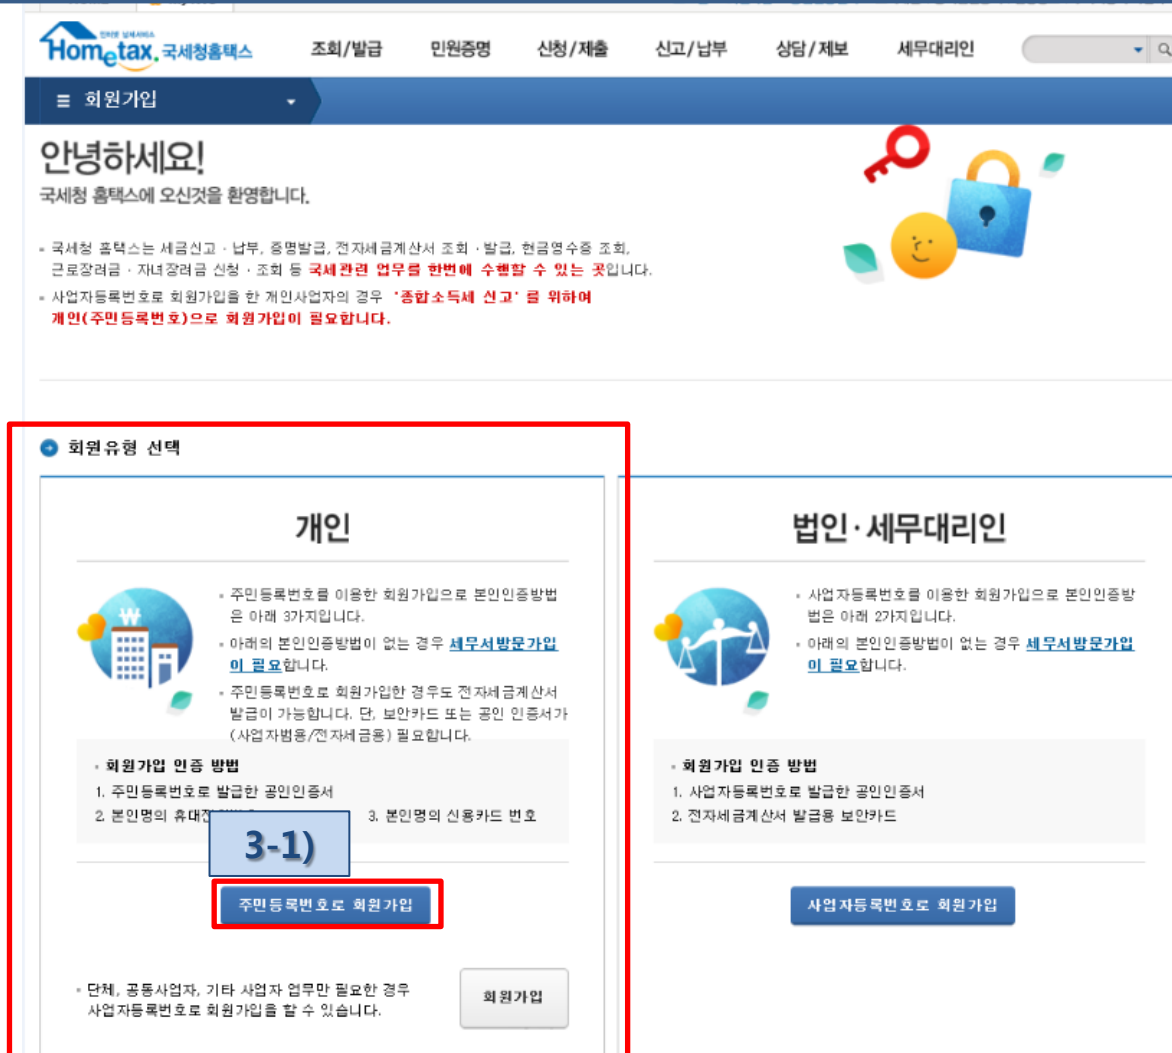 Hometax. 국세청홈택스
조회/발급 민원증명 신청/제출 신고/납부 상담/제보 세무대리인
회원가입
안녕하세요!
국세청 홈택스에 오신것을 환영합니다.
국세청 홈택스는 세금신고 · 납부, 증명발급, 전자세금계산서 조회 · 발급, 현금영수증 조회,
근로장려금 · 자녀장려금 신청 · 조회 등 국세관련 업무를 한번에 수행할 수 있는 곳입니다.
사업자등록번호로 회원가입을 한 개인사업자의 경우 '종합소득세 신고' 를 위하여
개인(주민등록번호)으로 회원가입이 필요합니다.
회원유형 선택
개인
주민등록번호를 이용한 회원가입으로 본인인증방법
은 아래 3가지입니다.
아래의 본인인증방법이 없는 경우 세무서방문가입
이 필요합니다.
주민등록번호로 회원가입한 경우도 전자세금계산서
발급이 가능합니다. 단, 보안카드 또는 공인 인증서가
(사업자범용/전자세금용) 필요합니다.
회원가입 인증 방법
1. 주민등록번호로 발급한 공인인증서
2. 본인명의 3. 본인명의 신용카드 번호
3-1)
주민등록번호로 회원가입
단체, 공동사업자, 기타 사업자 업무만 필요한 경우
사업자등록번호로 회원가입을 할 수 있습니다.
회원가입
법인 · 세무대리인
사업자등록번호를 이용한 회원가입으로 본인인증방
법은 아래 2가지입니다.
아래의 본인인증방법이 없는 경우 세무서방문가입
이 필요합니다.
회원가입 인증 방법
1. 사업자등록번호로 발급한 공인인증서
2. 전자세금계산서 발급용 보안카드
사업자등록번호로 회원가입